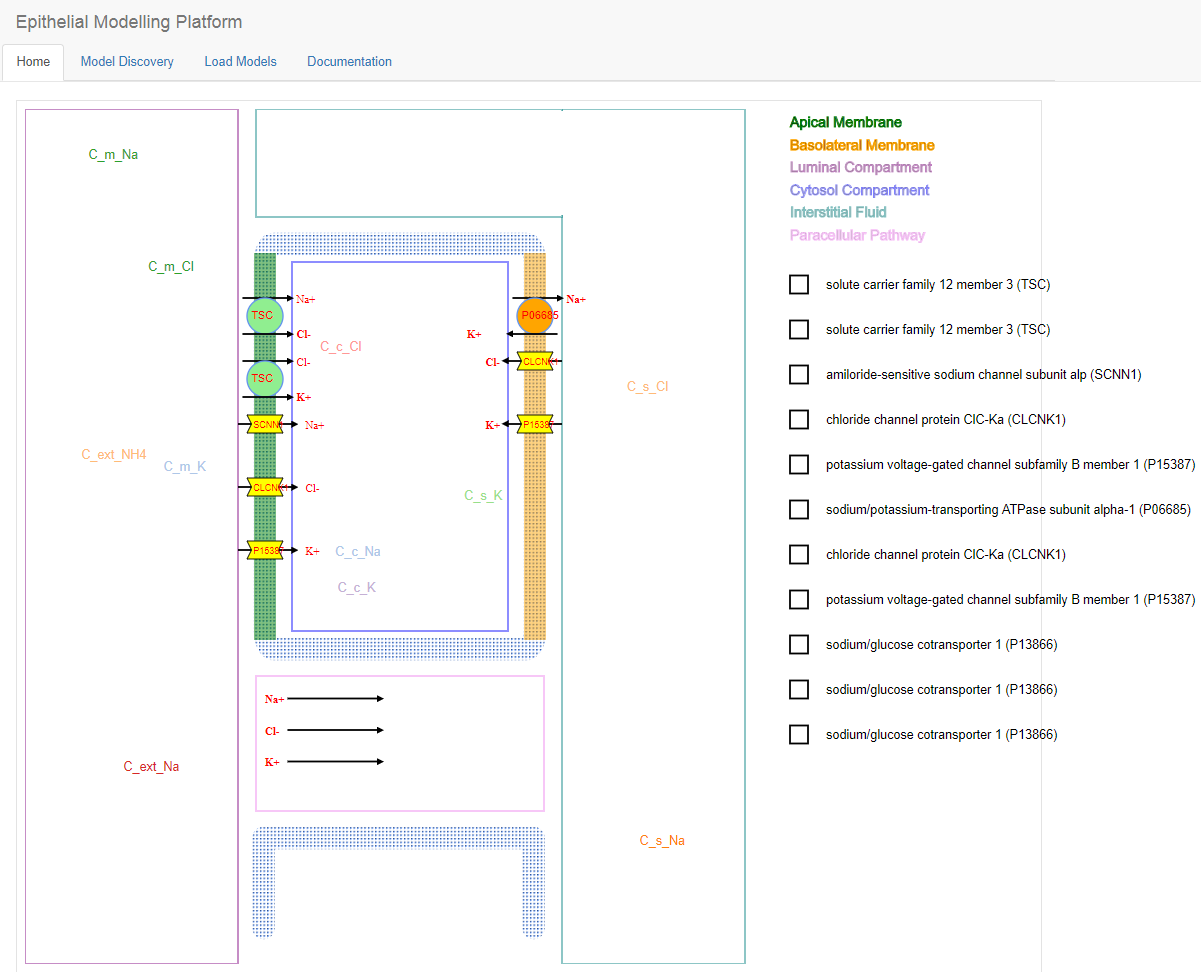 Epithelial Modelling Platform
Home Model Discovery Load Models Documentation
C_m_Na
C_m_Cl
C_ext_NH4
C_m_K
C_ext_Na
TSC
Na+
Cl-
TSC
Cl-
K+
SCNN1
Na+
CLCNK1
Cl-
P15387
K+
C_c_Cl
C_s_K
C_c_Na
C_c_K
P06685
Na+
K+
CLCNK1
Cl-
P15387
K+
Na+
Cl-
K+
C_s_Cl
C_s_Na
Apical Membrane
Basolateral Membrane
Luminal Compartment
Cytosol Compartment
Interstitial Fluid
Paracellular Pathway
solute carrier family 12 member 3 (TSC)
solute carrier family 12 member 3 (TSC)
amiloride-sensitive sodium channel subunit alp (SCNN1)
chloride channel protein ClC-Ka (CLCNK1)
potassium voltage-gated channel subfamily B member 1 (P15387)
sodium/potassium-transporting ATPase subunit alpha-1 (P06685)
chloride channel protein ClC-Ka (CLCNK1)
potassium voltage-gated channel subfamily B member 1 (P15387)
sodium/glucose cotransporter 1 (P13866)
sodium/glucose cotransporter 1 (P13866)
sodium/glucose cotransporter 1 (P13866)